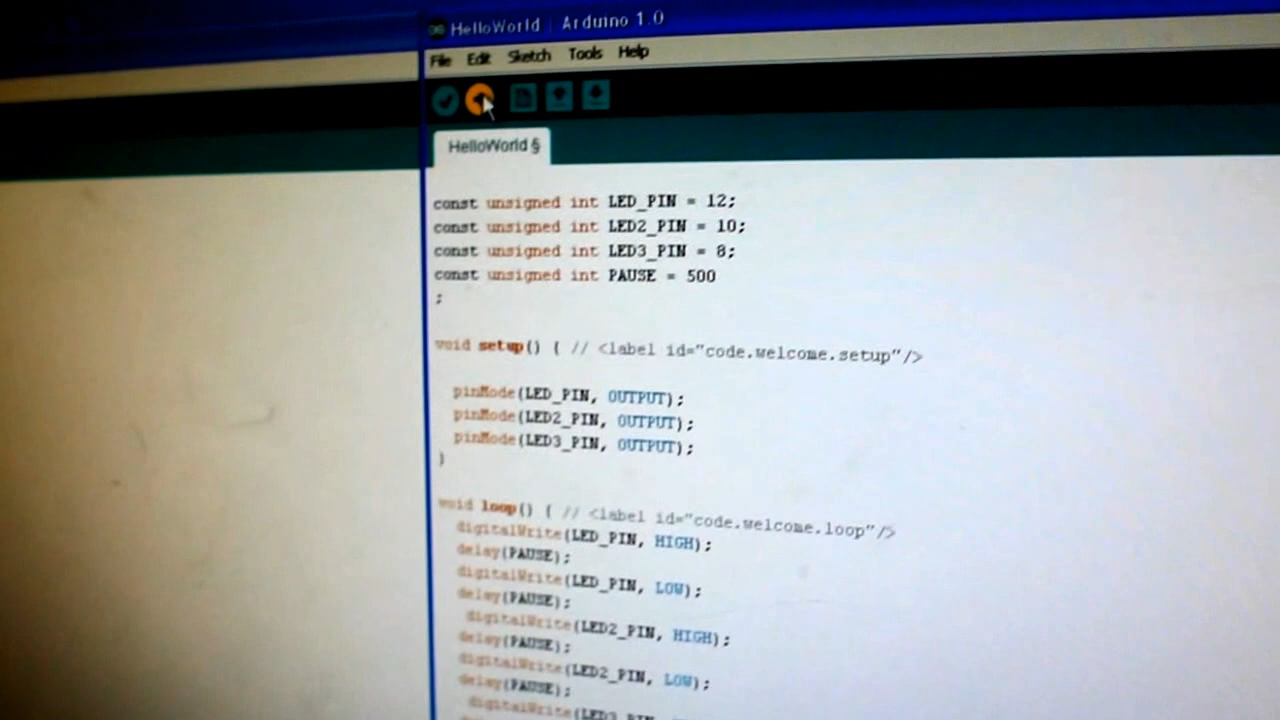 HelloWorld | Arduino 1.0
File Edit Sketch Tools Help
HelloWorld §
const unsigned int LED_PIN = 12;
const unsigned int LED2_PIN = 10;
const unsigned int LED3_PIN = 8;
const unsigned int PAUSE = 500
;
void setup() { // <label id="code.welcome.setup"/>
pinMode(LED_PIN, OUTPUT);
pinMode(LED2_PIN, OUTPUT);
pinMode(LED3_PIN, OUTPUT);
}
void loop() { // <label id="code.welcome.loop"/>
digitalWrite(LED_PIN, HIGH);
delay(PAUSE);
digitalWrite(LED_PIN, LOW);
delay(PAUSE);
digitalWrite(LED2_PIN, HIGH);
delay(PAUSE);
digitalWrite(LED2_PIN, LOW);
delay(PAUSE);
digitalWrite(LED3_PIN,